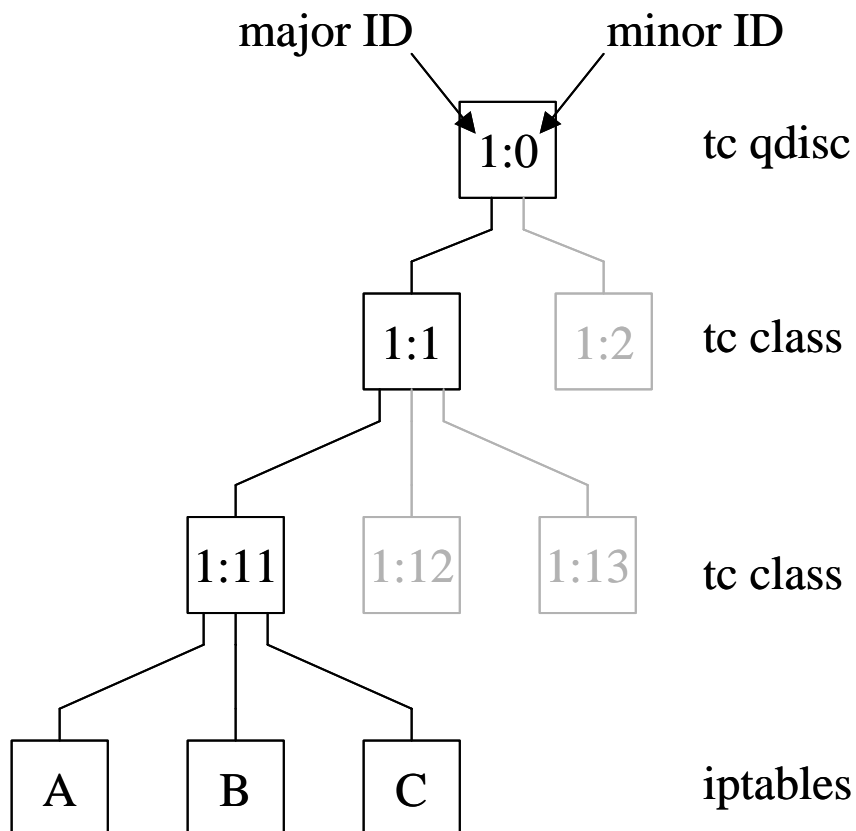 major ID minor ID
1:0 tc qdisc
1:1 1:2 tc class
1:11 1:12 1:13 tc class
A B C iptables